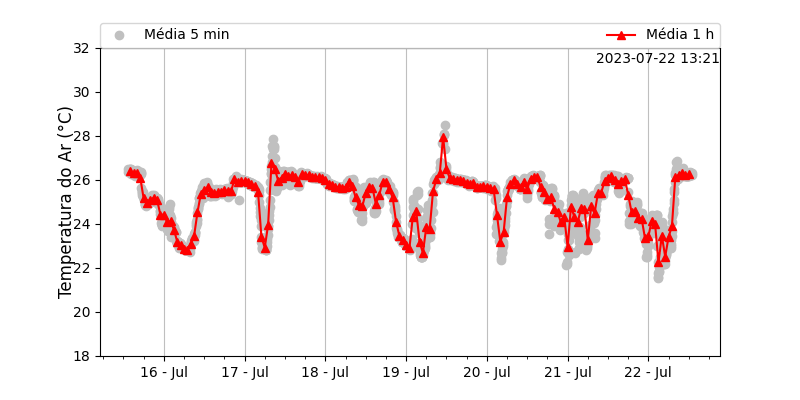 Média 5 min
Média 1 h
2023-07-22 13:21
Temperatura do Ar (°C)
32
30
28
26
24
22
20
18
16 - Jul
17 - Jul
18 - Jul
19 - Jul
20 - Jul
21 - Jul
22 - Jul